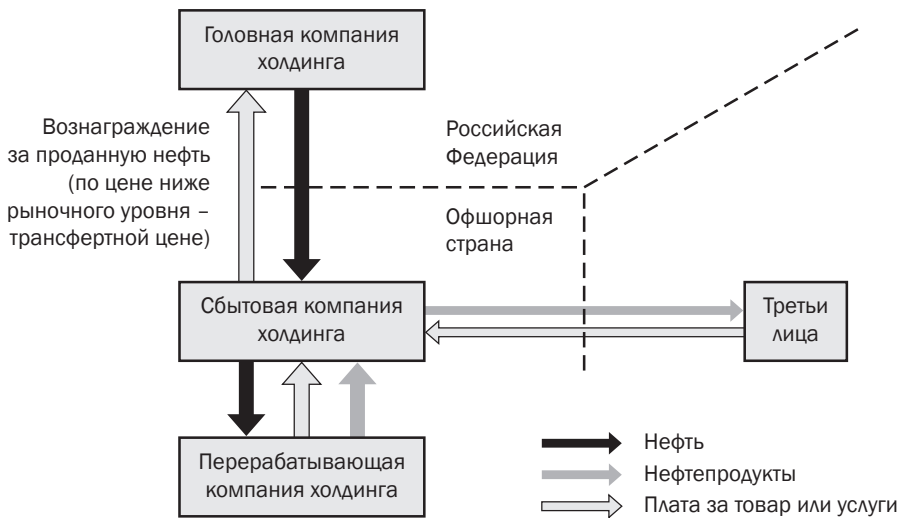 Головная компания
холдинга
Вознаграждение
за проданную нефть
(по цене ниже
рыночного уровня –
трансфертной цене)
Российская
Федерация
Офшорная
страна
Сбытовая компания
холдинга
Третьи
лица
Перерабатывающая
компания холдинга
Нефть
Нефтепродукты
Плата за товар или услуги